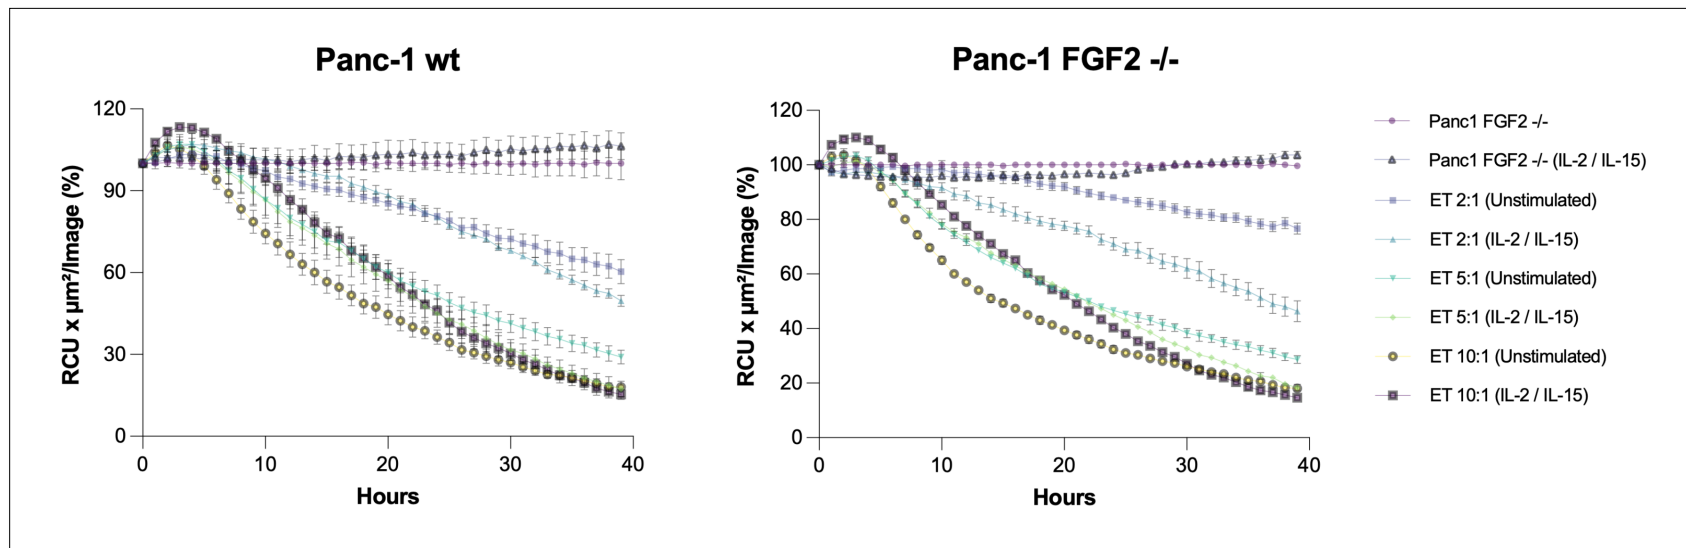 Panc-1 wt
RCU x µm²/Image (%)
120
90
60
30
0
0 10 20 30 40
Hours
Panc-1 FGF2 -/-
RCU x µm²/Image (%)
120
100
80
60
40
20
0
0 10 20 30 40
Hours
Panc1 FGF2 -/-
Panc1 FGF2 -/- (IL-2 / IL-15)
ET 2:1 (Unstimulated)
ET 2:1 (IL-2 / IL-15)
ET 5:1 (Unstimulated)
ET 5:1 (IL-2 / IL-15)
ET 10:1 (Unstimulated)
ET 10:1 (IL-2 / IL-15)